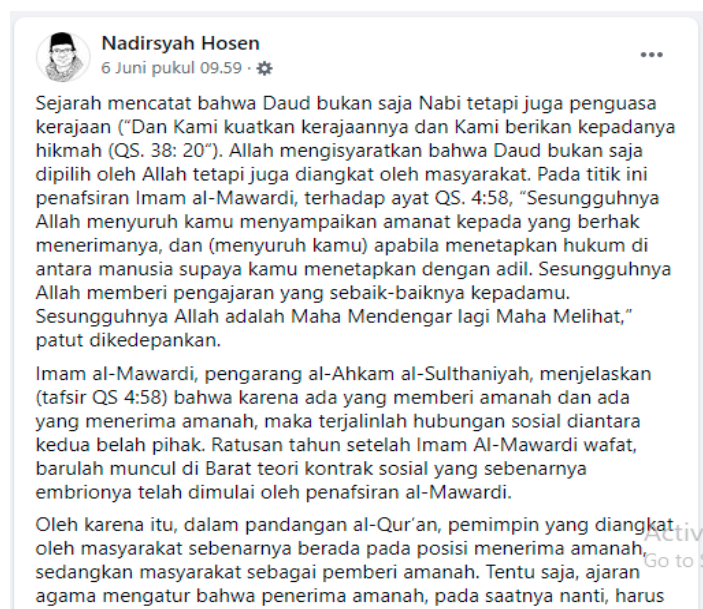 Nadirsyah Hosen
6 Juni pukul 09.59 ·
Sejarah mencatat bahwa Daud bukan saja Nabi tetapi juga penguasa
kerajaan (“Dan Kami kuatkan kerajaannya dan Kami berikan kepadanya
hikmah (QS. 38: 20“). Allah mengisyaratkan bahwa Daud bukan saja
dipilih oleh Allah tetapi juga diangkat oleh masyarakat. Pada titik ini
penafsiran Imam al-Mawardi, terhadap ayat QS. 4:58, “Sesungguhnya
Allah menyuruh kamu menyampaikan amanat kepada yang berhak
menerimanya, dan (menyuruh kamu) apabila menetapkan hukum di
antara manusia supaya kamu menetapkan dengan adil. Sesungguhnya
Allah memberi pengajaran yang sebaik-baiknya kepadamu.
Sesungguhnya Allah adalah Maha Mendengar lagi Maha Melihat,”
patut dikedepankan.
Imam al-Mawardi, pengarang al-Ahkam al-Sulthaniyah, menjelaskan
(tafsir QS 4:58) bahwa karena ada yang memberi amanah dan ada
yang menerima amanah, maka terjalinlah hubungan sosial diantara
kedua belah pihak. Ratusan tahun setelah Imam Al-Mawardi wafat,
barulah muncul di Barat teori kontrak sosial yang sebenarnya
embrionya telah dimulai oleh penafsiran al-Mawardi.
Oleh karena itu, dalam pandangan al-Qur’an, pemimpin yang diangkat
oleh masyarakat sebenarnya berada pada posisi menerima amanah,
sedangkan masyarakat sebagai pemberi amanah. Tentu saja, ajaran
agama mengatur bahwa penerima amanah, pada saatnya nanti, harus
Activ
Go to S